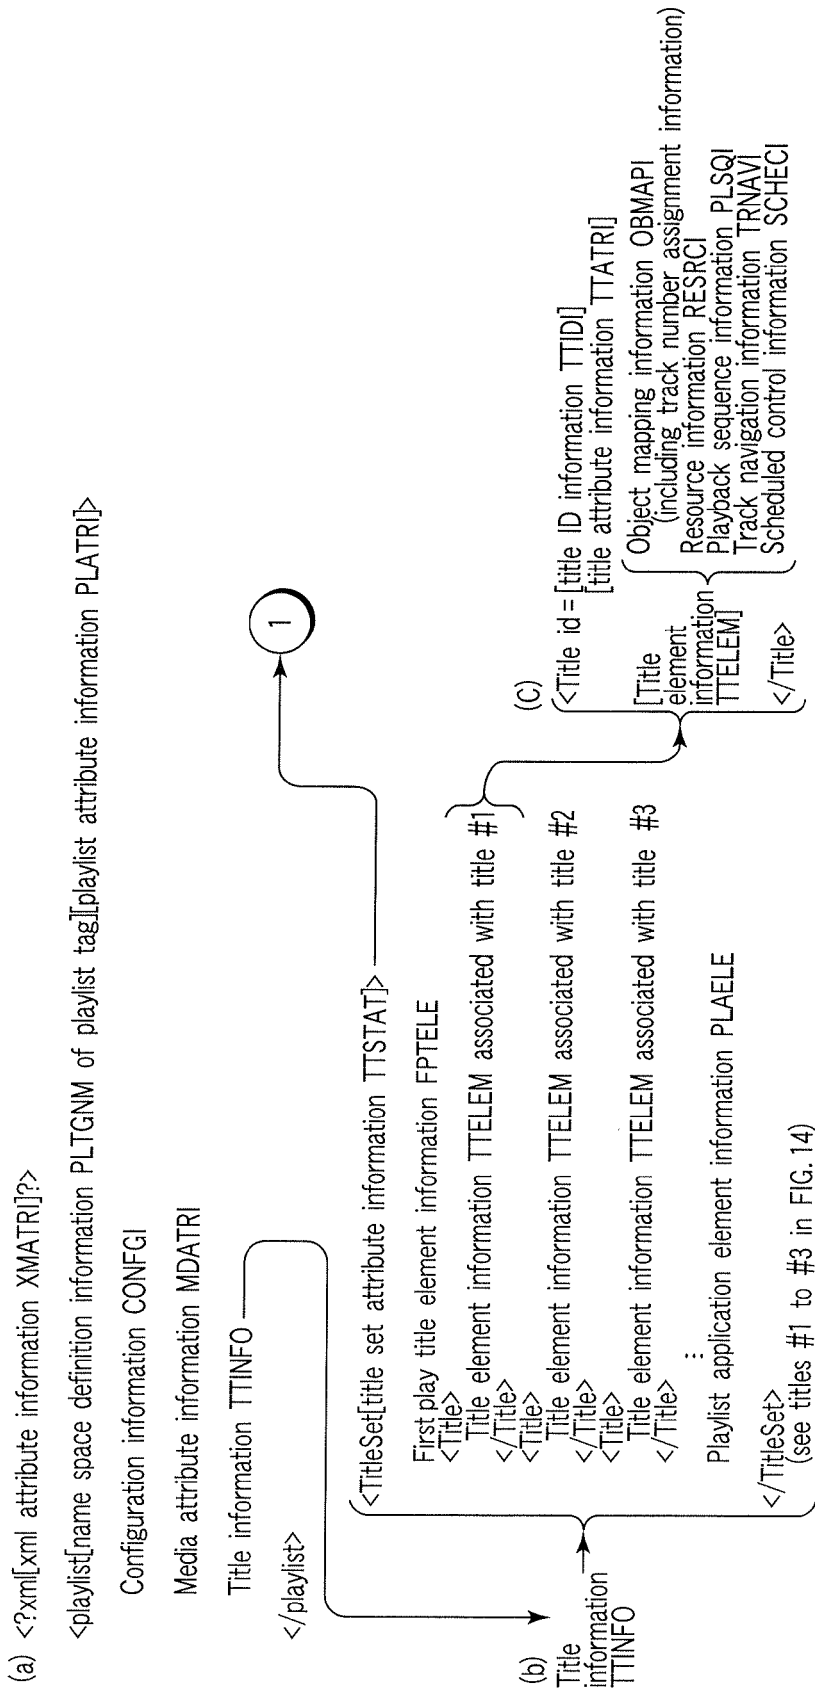 (a) <?xml[xml attribute information XMATRI]?>
<playlist[name space definition information PLTGNM of playlist tag][playlist attribute information PLATRI]>
Configuration information CONFGI
Media attribute information MDATRI
Title information TTINFO
</playlist>
1
(b)
Title
information
TTINFO
<TitleSet[title set attribute information TTSTAT]>
First play title element information FPTELE
<Title>
Title element information TTELEM associated with title #1
</Title>
<Title>
Title element information TTELEM associated with title #2
</Title>
<Title>
Title element information TTELEM associated with title #3
</Title>
⋮
Playlist application element information PLAELE
</TitleSet>
(see titles #1 to #3 in FIG. 14)
(C)
<Title id = [title ID information TTIDI]
[title attribute information TTATRI]
[Title
element
information
TTELEM]
Object mapping information OBMAPI
(including track number assignment information)
Resource information RESRCI
Playback sequence information PLSQI
Track navigation information TRNAVI
Scheduled control information SCHECI
</Title>